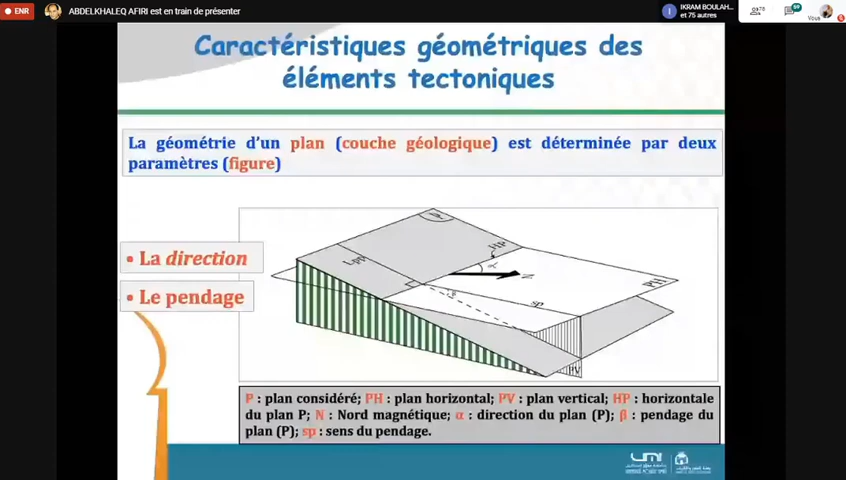 ENR
ABDELKHALEQ AFIRI est en train de présenter
I
IKRAM BOULAH...
et 75 autres
Vous
Caractéristiques géométriques des
éléments tectoniques
La géométrie d'un plan (couche géologique) est déterminée par deux
paramètres (figure)
• La direction
• Le pendage
P
HP
Lpp
α
N
PH
β
sp
PV
P : plan considéré; PH : plan horizontal; PV : plan vertical; HP : horizontale
du plan P; N : Nord magnétique; α : direction du plan (P); β : pendage du
plan (P); sp : sens du pendage.